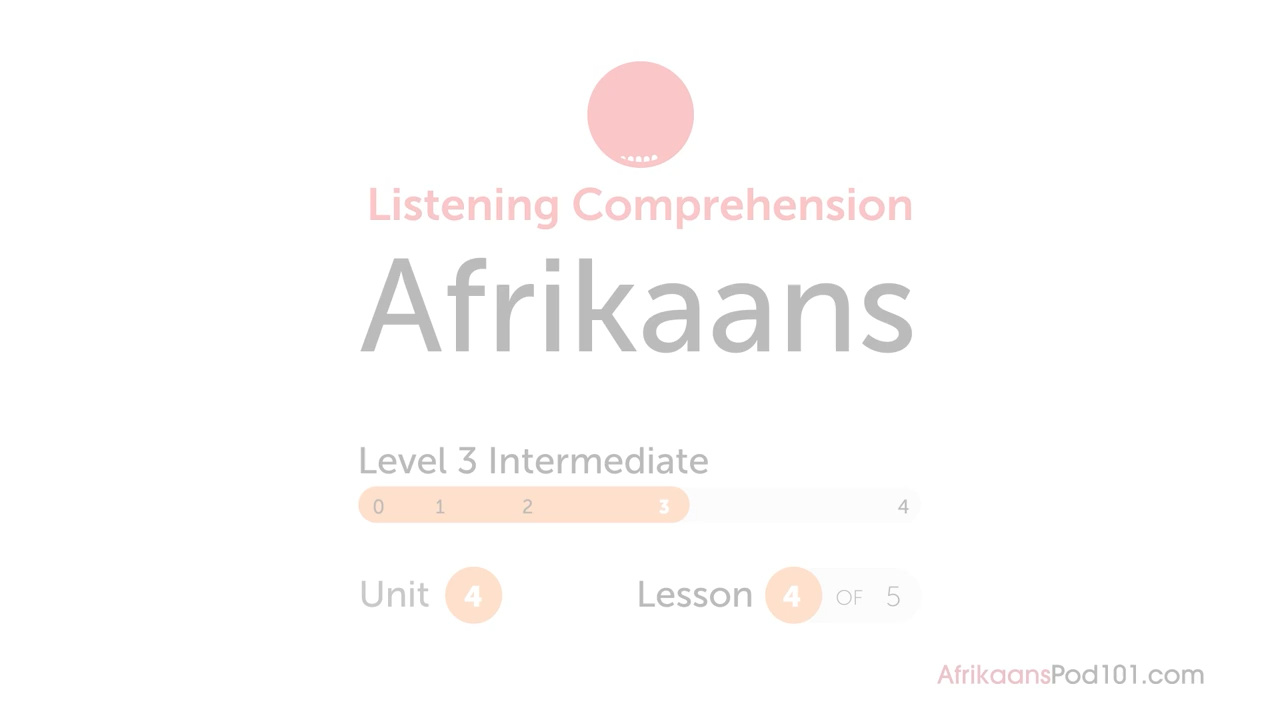 Listening Comprehension
Afrikaans
Level 3 Intermediate
0 1 2 3 4
Unit 4 Lesson 4 OF 5
AfrikaansPod101.com